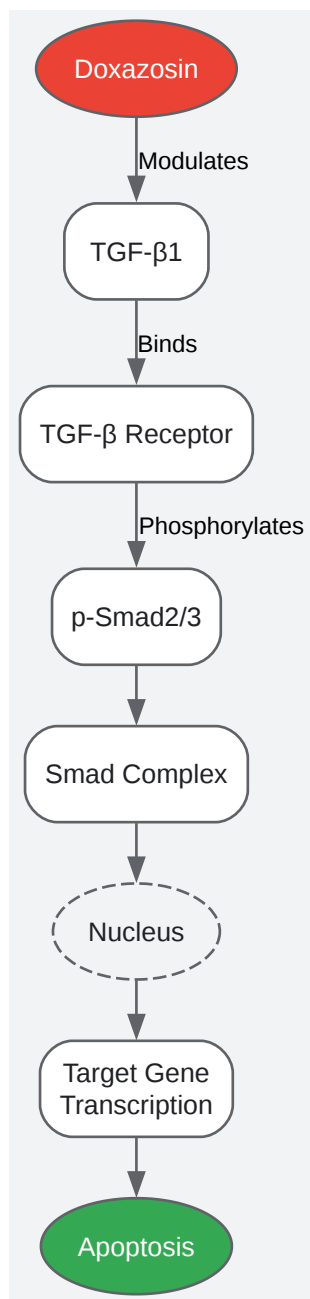 Doxazosin
Modulates
TGF-β1
Binds
TGF-β Receptor
Phosphorylates
p-Smad2/3
Smad Complex
Nucleus
Target Gene
Transcription
Apoptosis